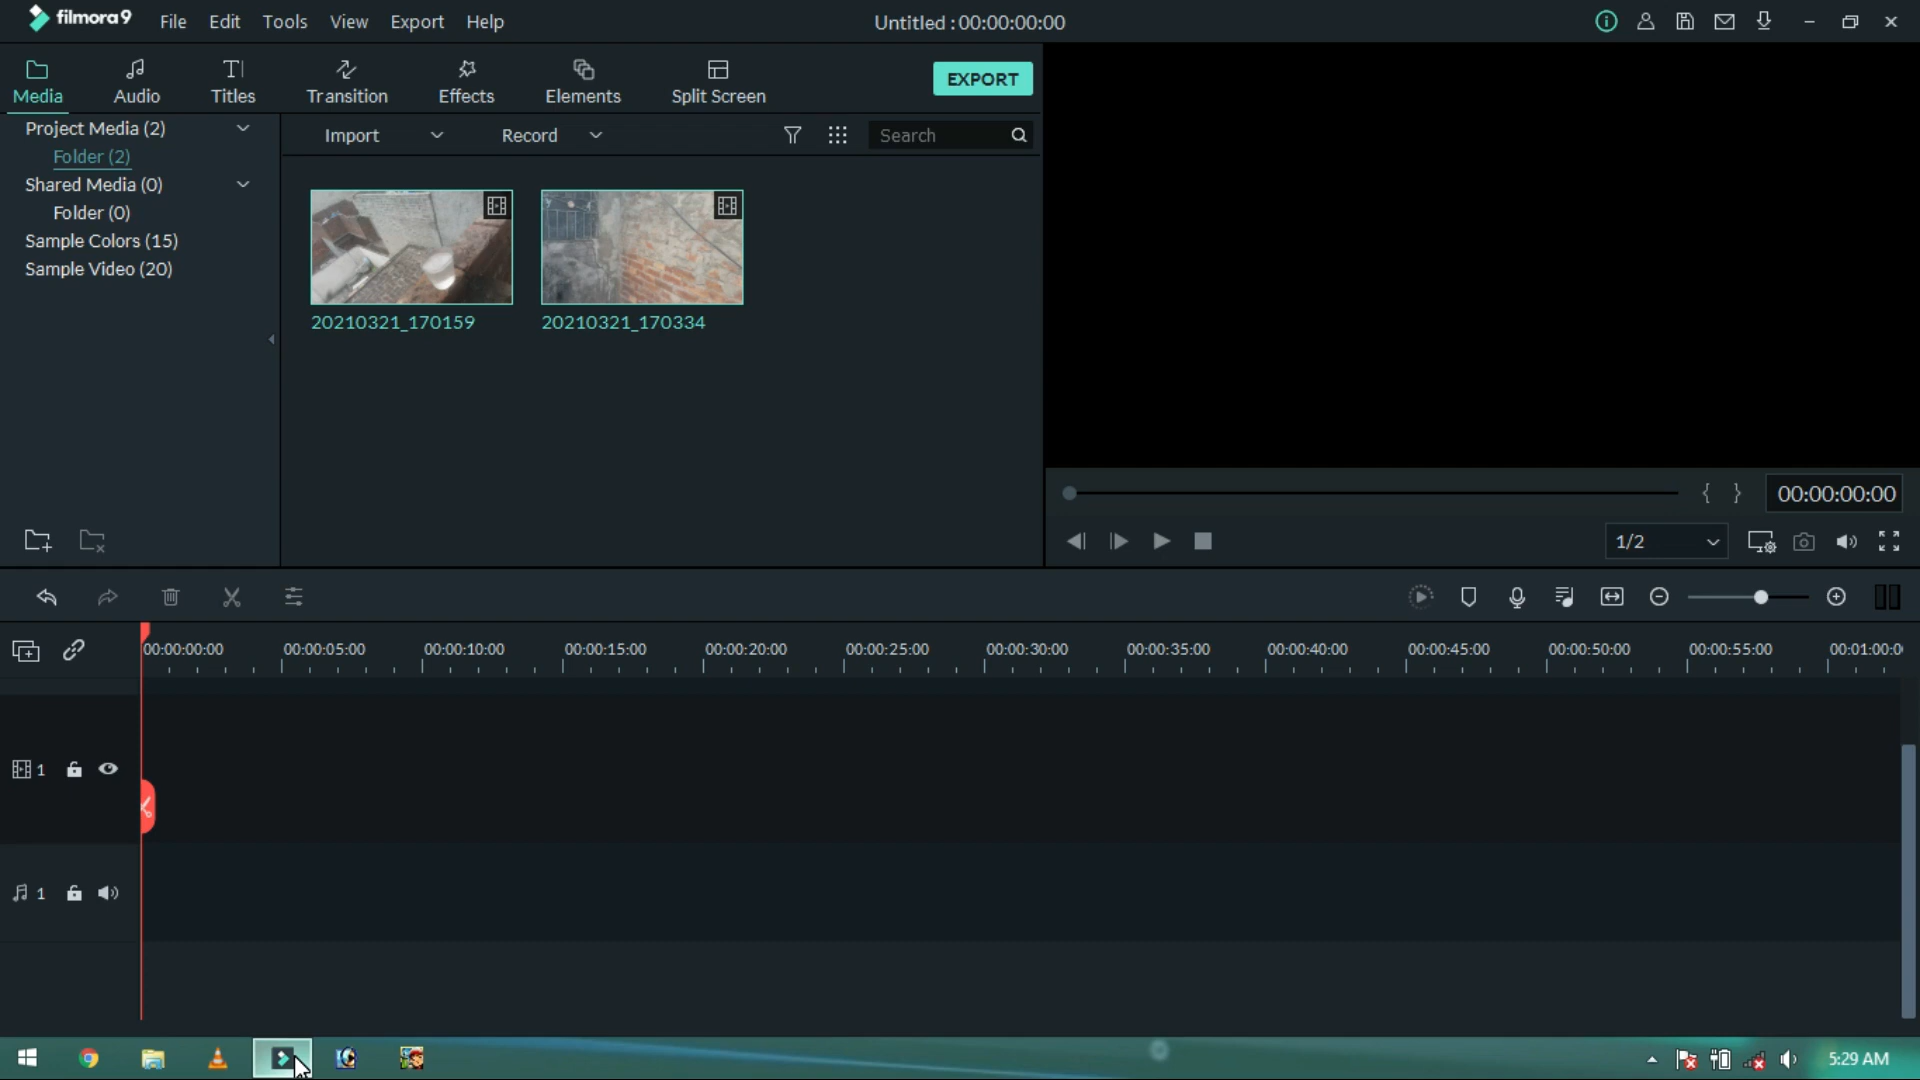 filmora9 File Edit Tools View Export Help Untitled : 00:00:00:00
Media Audio Titles Transition Effects Elements Split Screen EXPORT
Project Media (2)
Folder (2)
Shared Media (0)
Folder (0)
Sample Colors (15)
Sample Video (20)
Import Record Search
20210321_170159 20210321_170334
00:00:00:00
1/2
00:00:00:00 00:00:05:00 00:00:10:00 00:00:15:00 00:00:20:00 00:00:25:00 00:00:30:00 00:00:35:00 00:00:40:00 00:00:45:00 00:00:50:00 00:00:55:00 00:01:00:0
1
1
5:29 AM